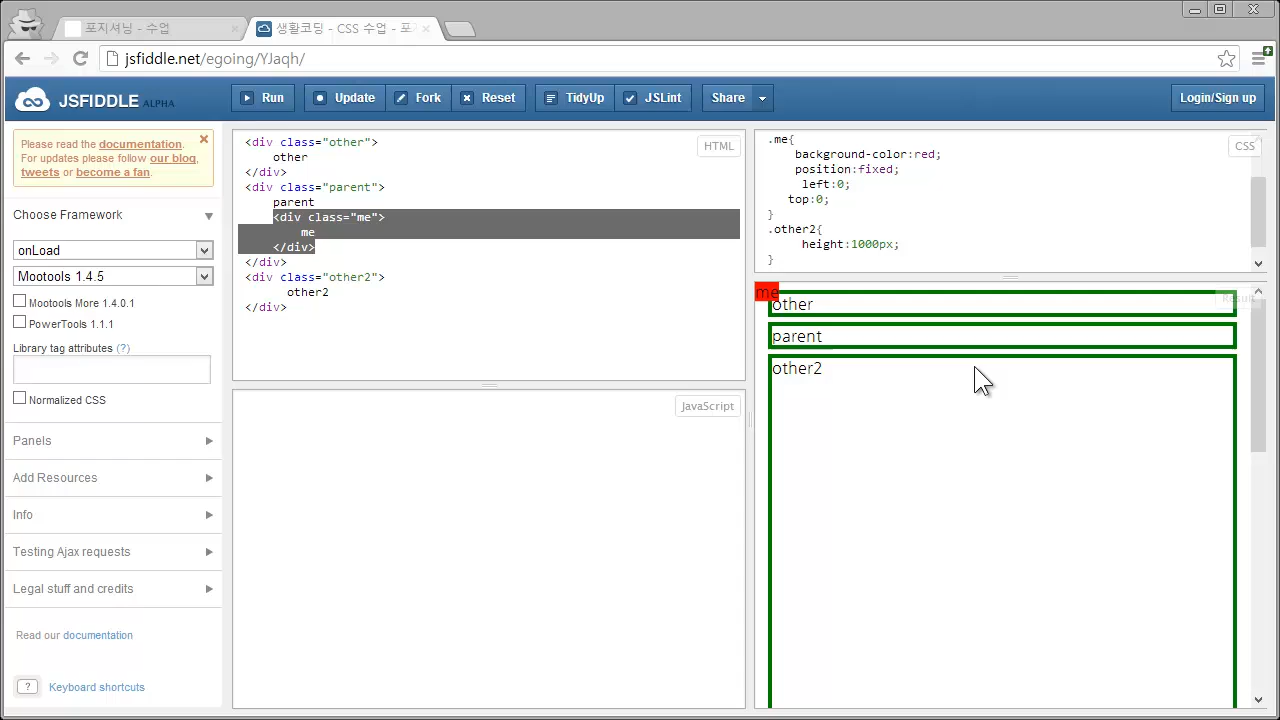 포지셔닝 - 수업
생활코딩 - CSS 수업 - 포
jsfiddle.net/egoing/YJaqh/
JSFIDDLE ALPHA
Run
Update
Fork
Reset
TidyUp
JSLint
Share
Login/Sign up
Please read the documentation.
For updates please follow our blog,
tweets or become a fan.
Choose Framework
onLoad
Mootools 1.4.5
Mootools More 1.4.0.1
PowerTools 1.1.1
Library tag attributes (?)
Normalized CSS
Panels
Add Resources
Info
Testing Ajax requests
Legal stuff and credits
Read our documentation
? Keyboard shortcuts
HTML
<div class="other">
other
</div>
<div class="parent">
parent
<div class="me">
me
</div>
</div>
<div class="other2">
other2
</div>
JavaScript
CSS
.me{
background-color:red;
position:fixed;
left:0;
top:0;
}
.other2{
height:1000px;
}
Result
me
other
parent
other2